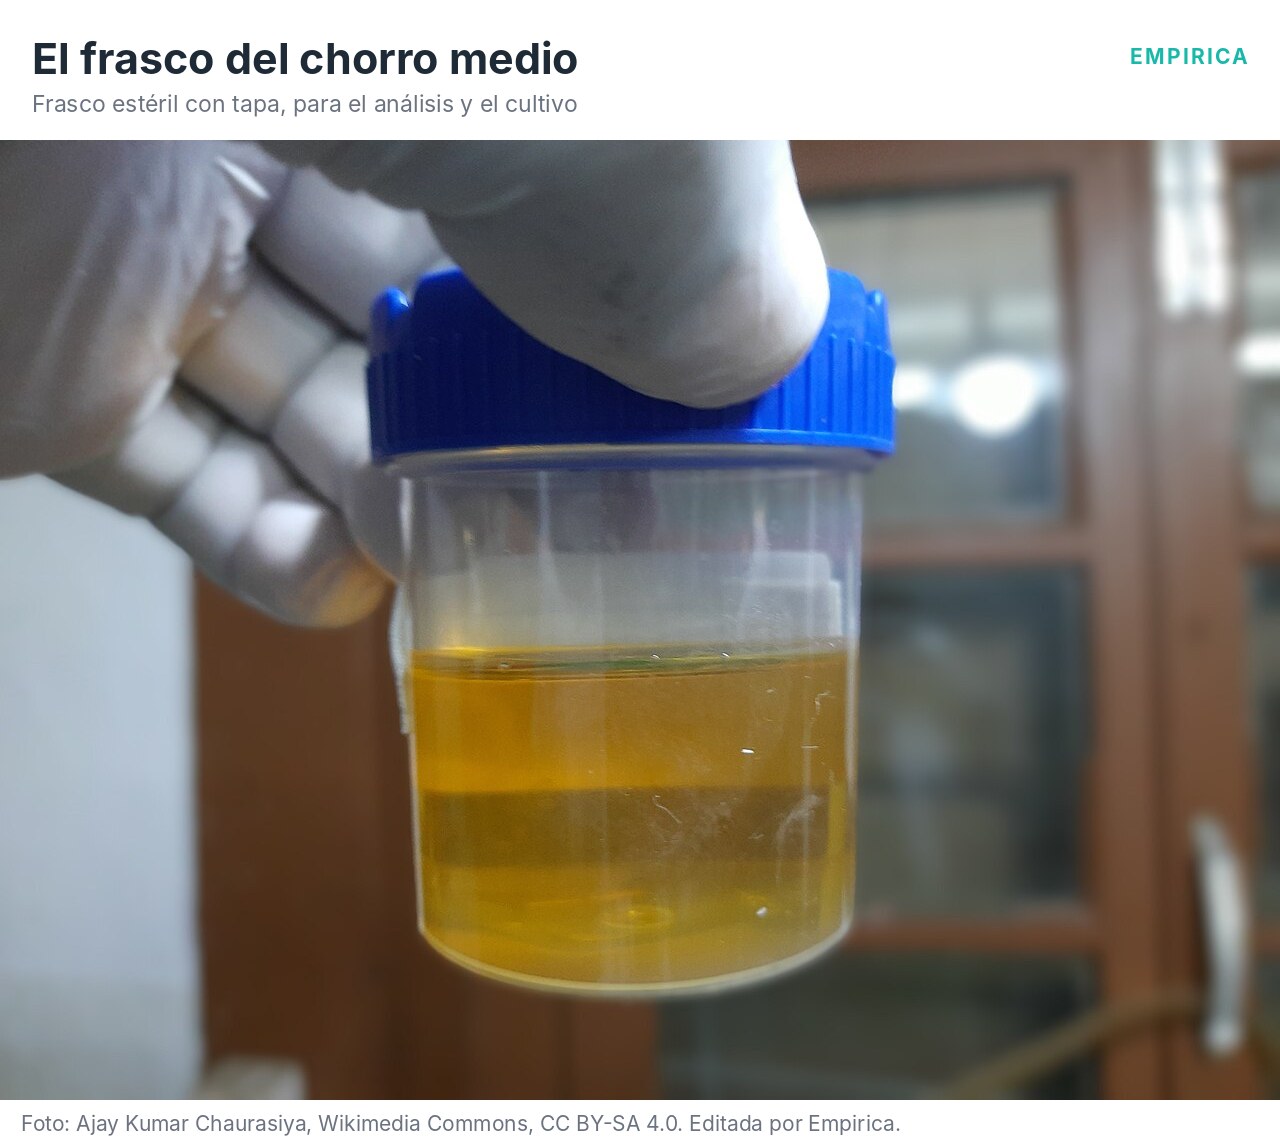 El frasco del chorro medio
EMPIRICA
Frasco estéril con tapa, para el análisis y el cultivo
Foto: Ajay Kumar Chaurasiya, Wikimedia Commons, CC BY-SA 4.0. Editada por Empirica.